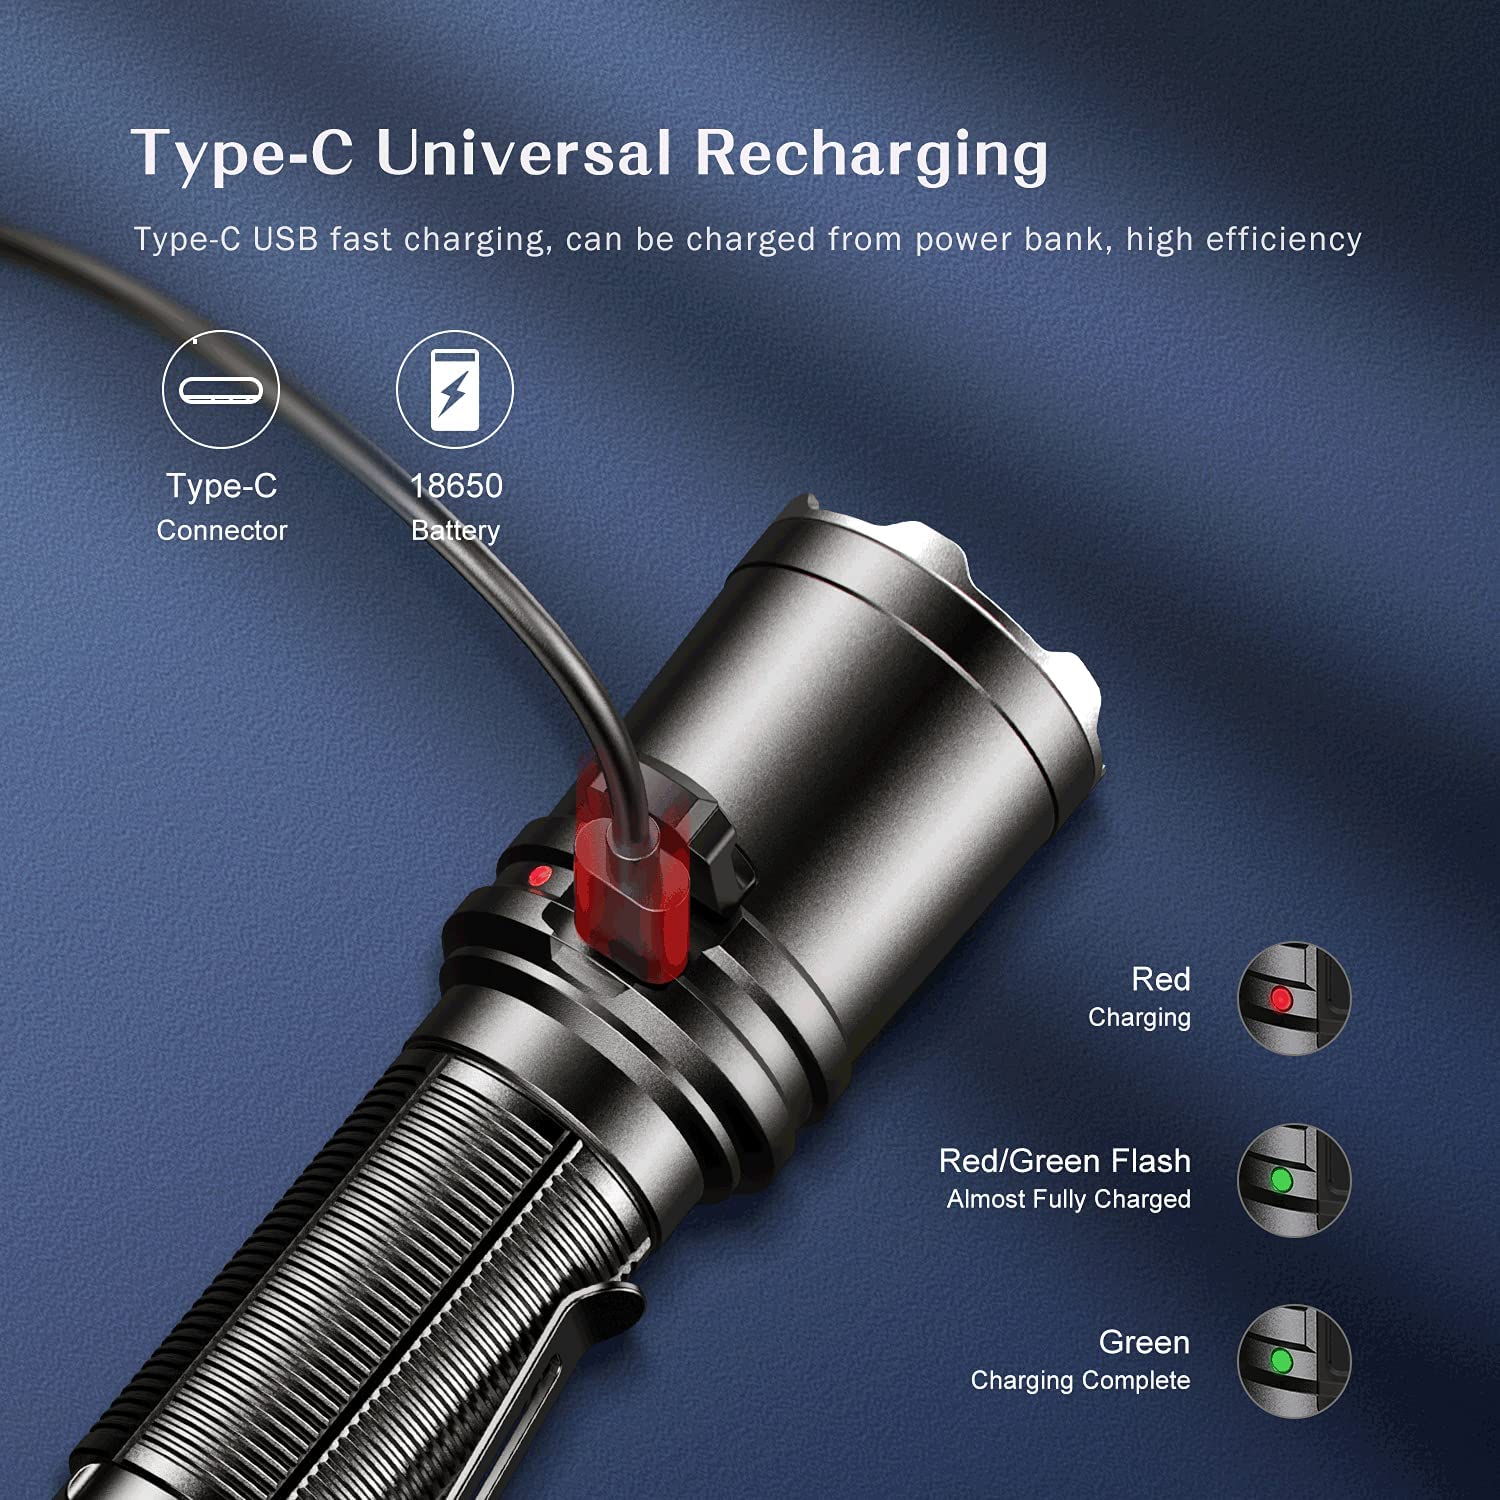 Type-C Universal Recharging
Type-C USB fast charging, can be charged from power bank, high efficiency
Type-C
Connector
18650
Battery
Red
Charging
Red/Green Flash
Almost Fully Charged
Green
Charging Complete